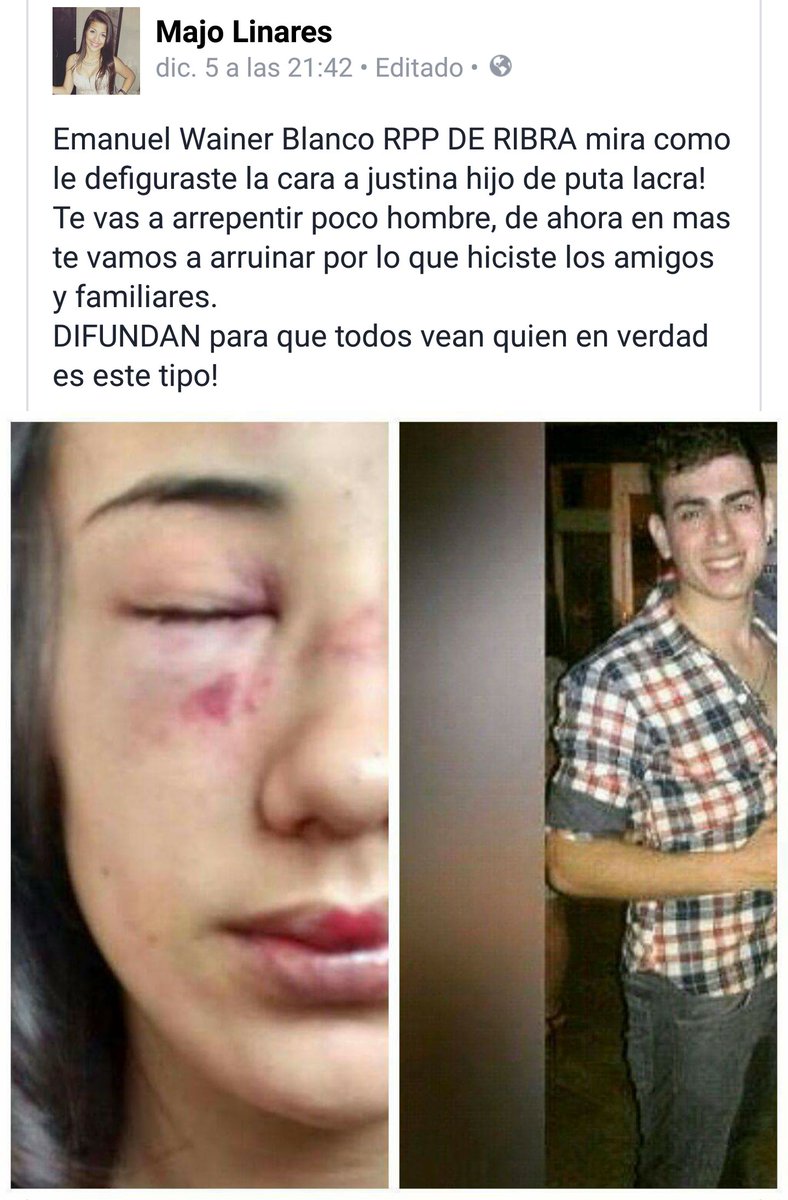 Majo Linares
dic. 5 a las 21:42 • Editado •
Emanuel Wainer Blanco RPP DE RIBRA mira como
le defiguraste la cara a justina hijo de puta lacra!
Te vas a arrepentir poco hombre, de ahora en mas
te vamos a arruinar por lo que hiciste los amigos
y familiares.
DIFUNDAN para que todos vean quien en verdad
es este tipo!